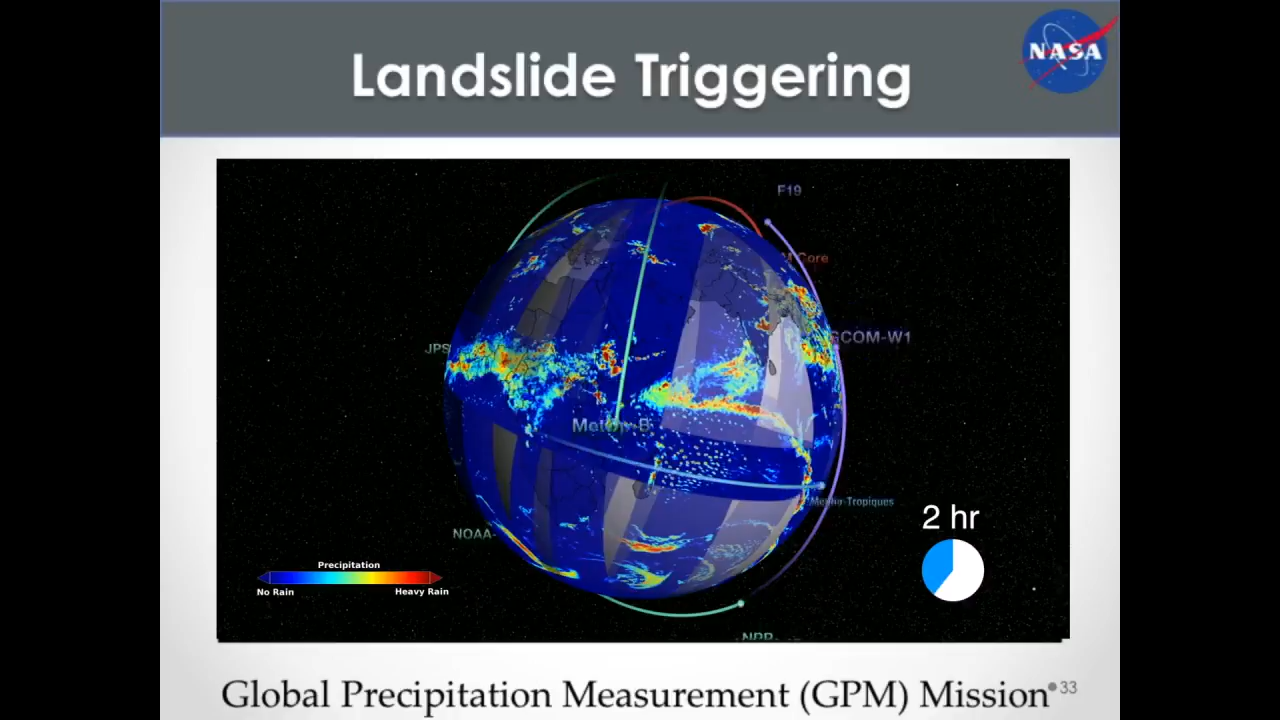 Landslide Triggering
NASA
F19
M Core
GCOM-W1
JPS
Megha-Tropiques
2 hr
NOAA-
Precipitation
No Rain Heavy Rain
Global Precipitation Measurement (GPM) Mission
33